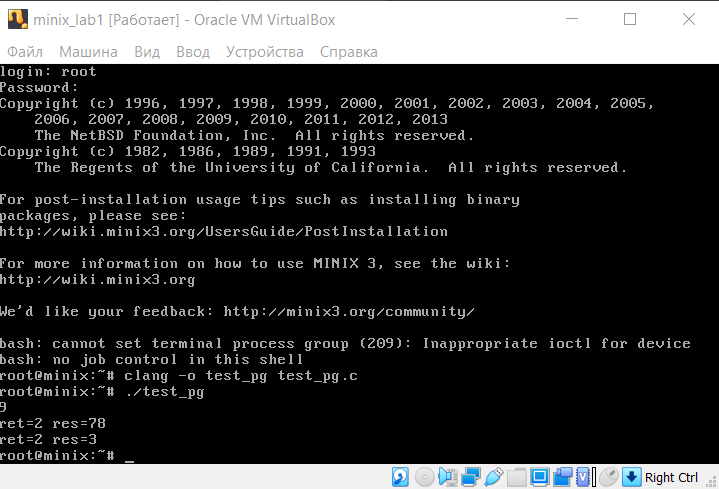 minix_lab1 [Работает] - Oracle VM VirtualBox
Файл Машина Вид Ввод Устройства Справка
login: root
Password:
Copyright (c) 1996, 1997, 1998, 1999, 2000, 2001, 2002, 2003, 2004, 2005,
2006, 2007, 2008, 2009, 2010, 2011, 2012, 2013
The NetBSD Foundation, Inc.  All rights reserved.
Copyright (c) 1982, 1986, 1989, 1991, 1993
The Regents of the University of California.  All rights reserved.
For post-installation usage tips such as installing binary
packages, please see:
http://wiki.minix3.org/UsersGuide/PostInstallation
For more information on how to use MINIX 3, see the wiki:
http://wiki.minix3.org
We'd like your feedback: http://minix3.org/community/
bash: cannot set terminal process group (209): Inappropriate ioctl for device
bash: no job control in this shell
root@minix:~# clang -o test_pg test_pg.c
root@minix:~# ./test_pg
9
ret=2 res=78
ret=2 res=3
root@minix:~# _
Right Ctrl